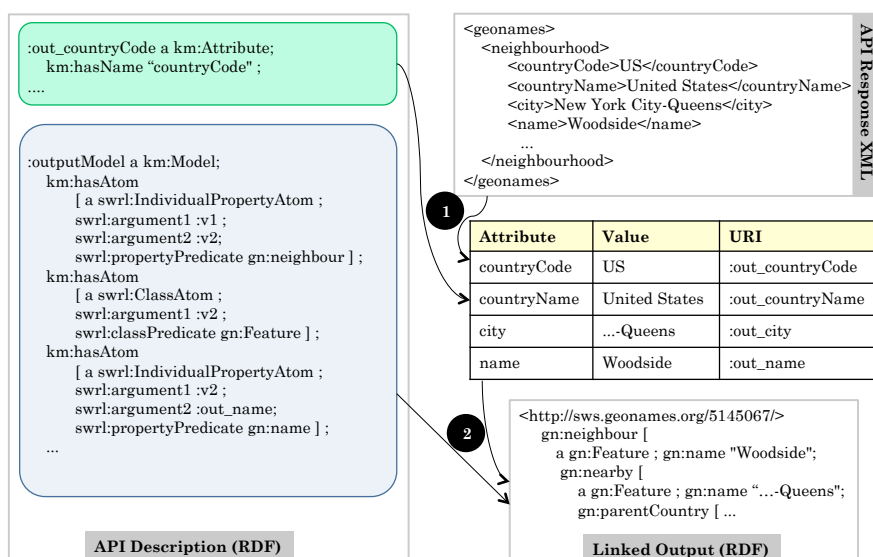 :out_countryCode a km:Attribute;
km:hasName “countryCode" ;
....
:outputModel a km:Model;
km:hasAtom
[ a swrl:IndividualPropertyAtom ;
swrl:argument1 :v1 ;
swrl:argument2 :v2;
swrl:propertyPredicate gn:neighbour ] ;
km:hasAtom
[ a swrl:ClassAtom ;
swrl:argument1 :v2 ;
swrl:classPredicate gn:Feature ] ;
km:hasAtom
[ a swrl:IndividualPropertyAtom ;
swrl:argument1 :v2 ;
swrl:argument2 :out_name;
swrl:propertyPredicate gn:name ] ;
...
API Description (RDF)
<geonames>
<neighbourhood>
<countryCode>US</countryCode>
<countryName>United States</countryName>
<city>New York City-Queens</city>
<name>Woodside</name>
...
</neighbourhood>
</geonames>
API Response XML
1
Attribute Value URI
countryCode US :out_countryCode
countryName United States :out_countryName
city ...-Queens :out_city
name Woodside :out_name
2
<http://sws.geonames.org/5145067/>
gn:neighbour [
a gn:Feature ; gn:name "Woodside";
gn:nearby [
a gn:Feature ; gn:name “…-Queens";
gn:parentCountry [ ...
Linked Output (RDF)